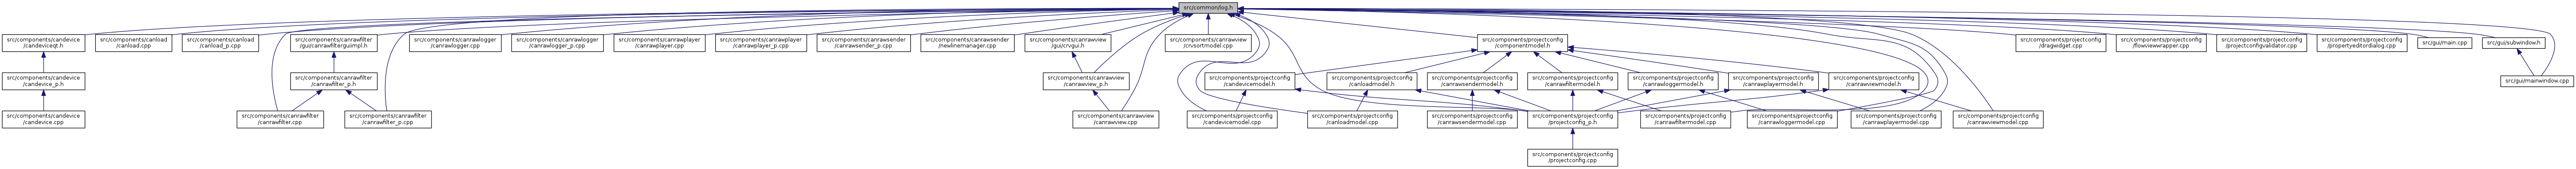 src/common/log.h
src/components/candevice
/candeviceqt.h
src/components/canload
/canload.cpp
src/components/canload
/canload_p.cpp
src/components/canrawfilter
/gui/canrawfilterguiimpl.h
src/components/canrawlogger
/canrawlogger.cpp
src/components/canrawlogger
/canrawlogger_p.cpp
src/components/canrawplayer
/canrawplayer.cpp
src/components/canrawplayer
/canrawplayer_p.cpp
src/components/canrawsender
/canrawsender_p.cpp
src/components/canrawsender
/newlinemanager.cpp
src/components/canrawview
/gui/crvgui.h
src/components/canrawview
/crvsortmodel.cpp
src/components/projectconfig
/componentmodel.h
src/components/projectconfig
/dragwidget.cpp
src/components/projectconfig
/flowviewwrapper.cpp
src/components/projectconfig
/projectconfigvalidator.cpp
src/components/projectconfig
/propertyeditordialog.cpp
src/gui/main.cpp
src/gui/subwindow.h
src/components/candevice
/candevice_p.h
src/components/canrawfilter
/canrawfilter_p.h
src/components/canrawview
/canrawview_p.h
src/components/projectconfig
/candevicemodel.h
src/components/projectconfig
/canloadmodel.h
src/components/projectconfig
/canrawsendermodel.h
src/components/projectconfig
/canrawfiltermodel.h
src/components/projectconfig
/canrawloggermodel.h
src/components/projectconfig
/canrawplayermodel.h
src/components/projectconfig
/canrawviewmodel.h
src/gui/mainwindow.cpp
src/components/candevice
/candevice.cpp
src/components/canrawfilter
/canrawfilter.cpp
src/components/canrawfilter
/canrawfilter_p.cpp
src/components/canrawview
/canrawview.cpp
src/components/projectconfig
/candevicemodel.cpp
src/components/projectconfig
/canloadmodel.cpp
src/components/projectconfig
/canrawsendermodel.cpp
src/components/projectconfig
/projectconfig_p.h
src/components/projectconfig
/canrawfiltermodel.cpp
src/components/projectconfig
/canrawloggermodel.cpp
src/components/projectconfig
/canrawplayermodel.cpp
src/components/projectconfig
/canrawviewmodel.cpp
src/components/projectconfig
/projectconfig.cpp